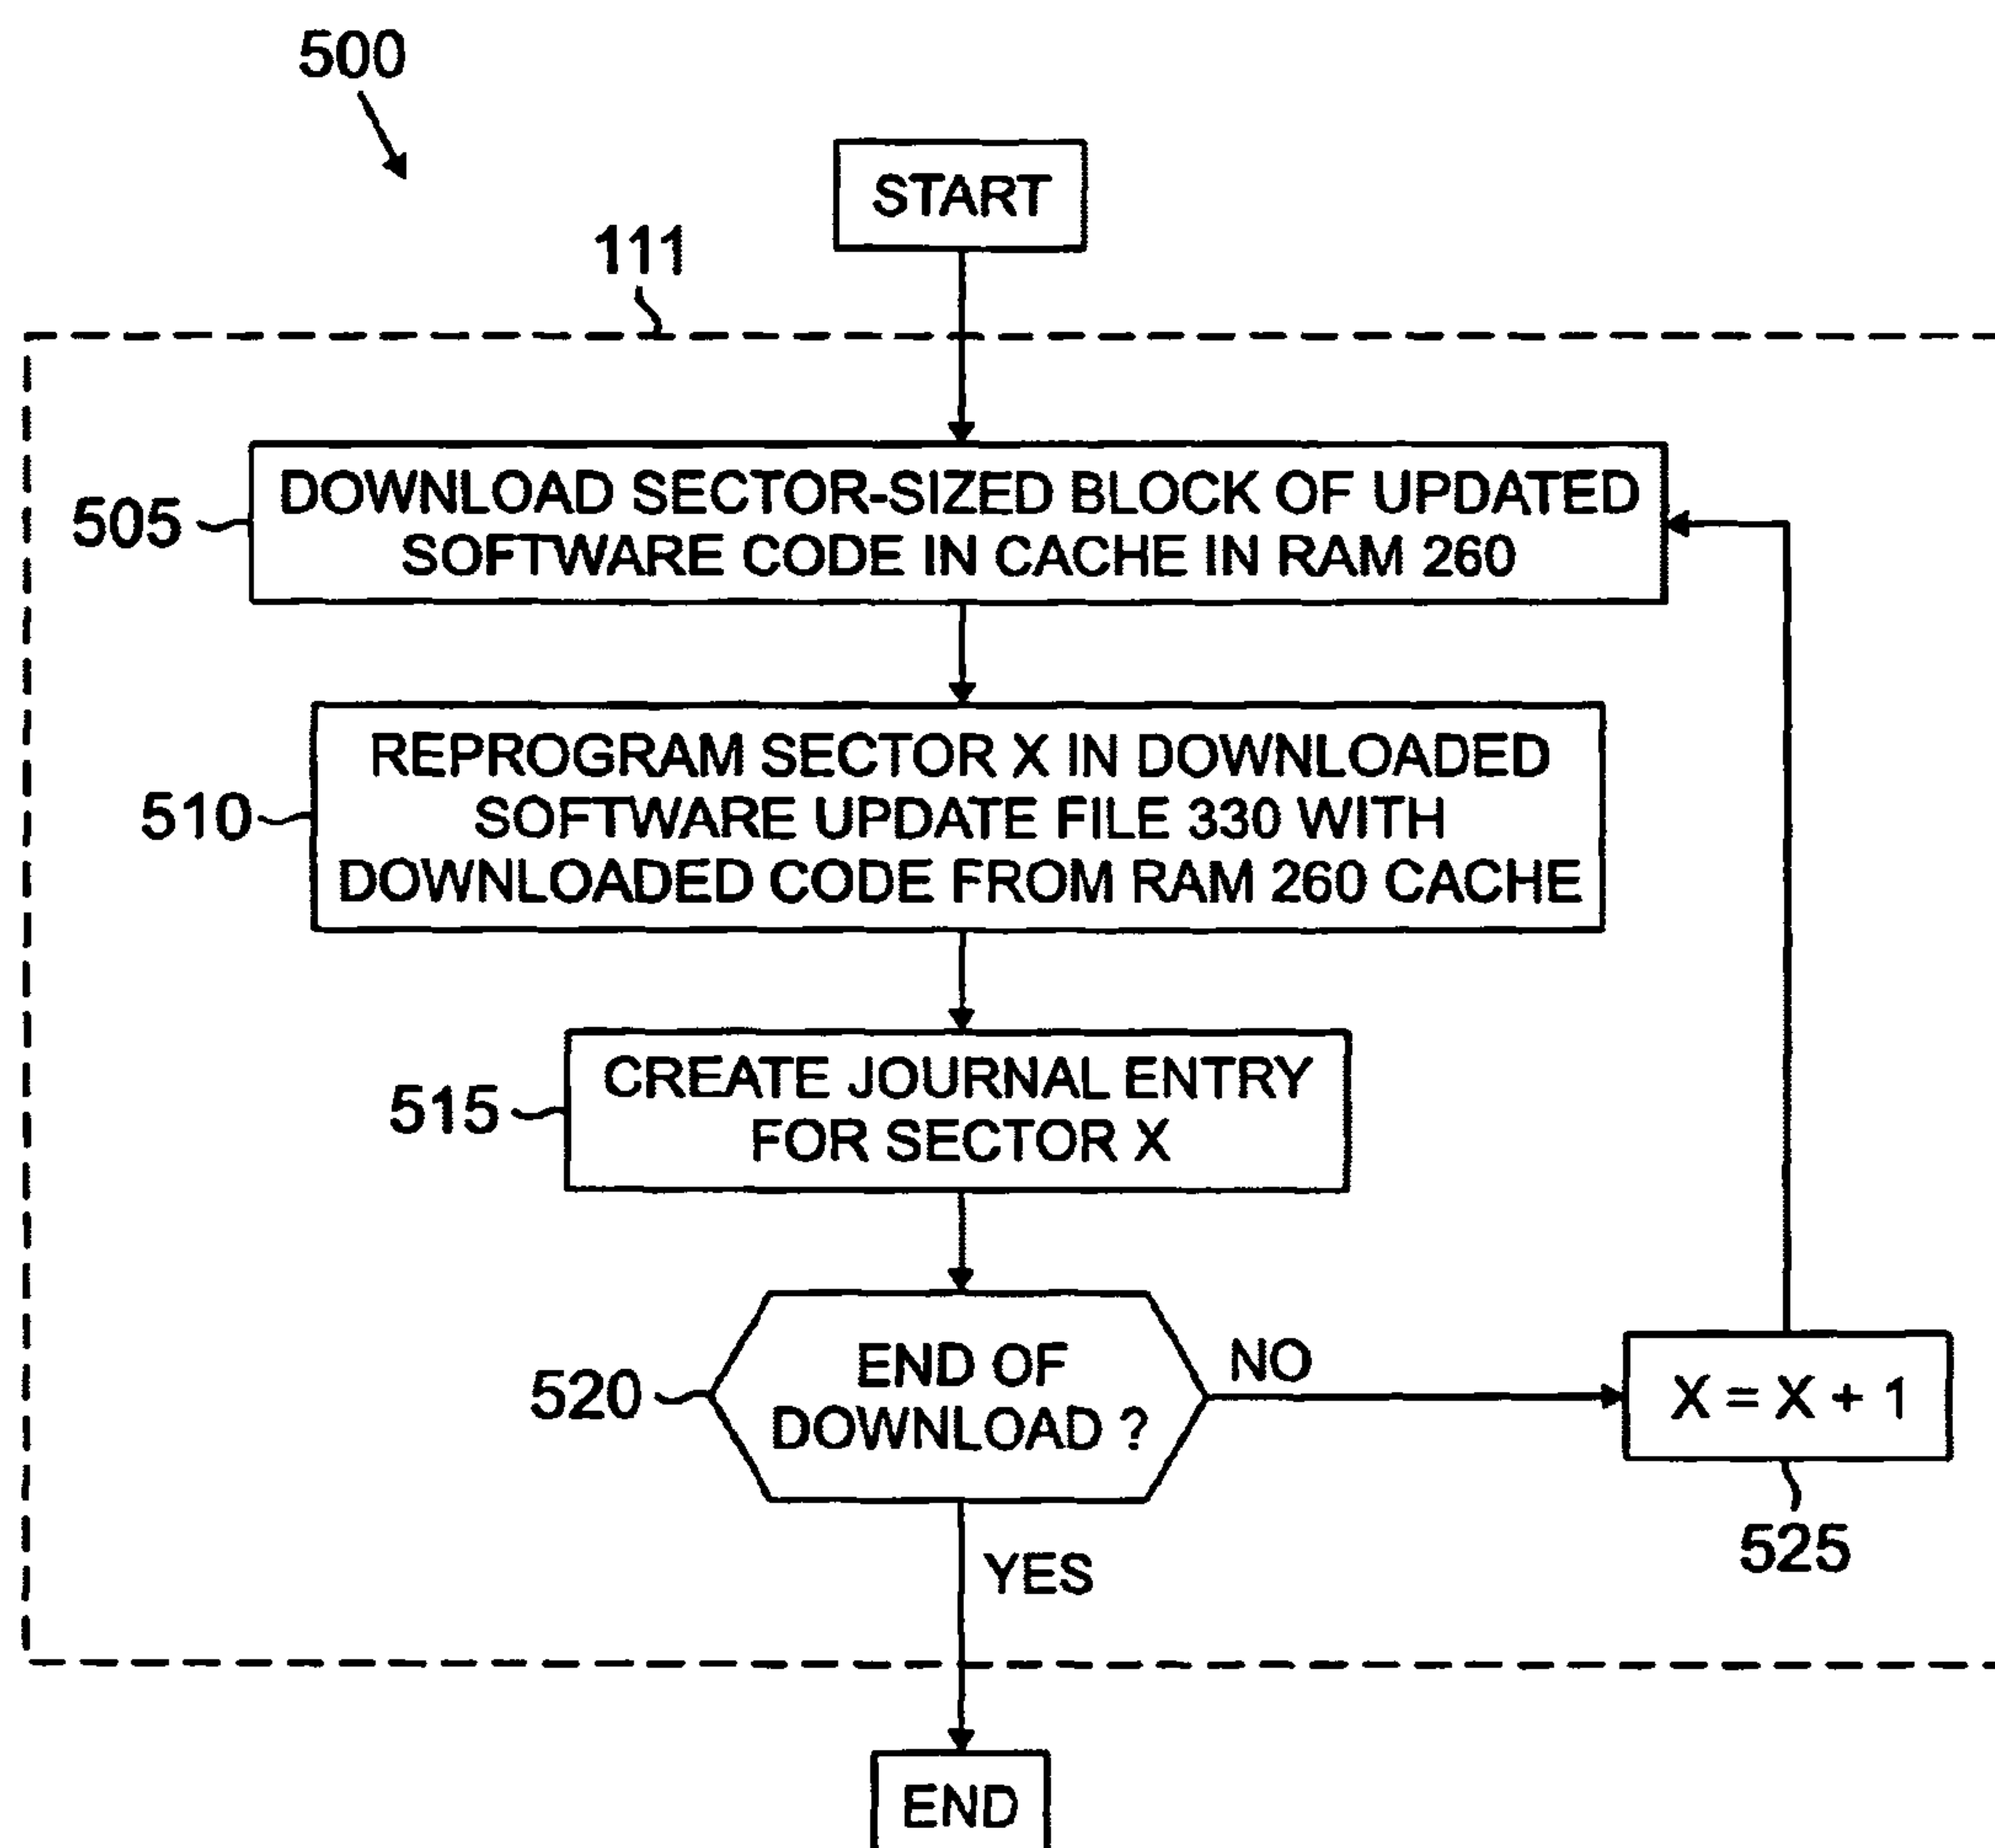 500
START
111
505
DOWNLOAD SECTOR-SIZED BLOCK OF UPDATED
SOFTWARE CODE IN CACHE IN RAM 260
510
REPROGRAM SECTOR X IN DOWNLOADED
SOFTWARE UPDATE FILE 330 WITH
DOWNLOADED CODE FROM RAM 260 CACHE
515
CREATE JOURNAL ENTRY
FOR SECTOR X
520
END OF
DOWNLOAD ?
NO
X = X + 1
525
YES
END